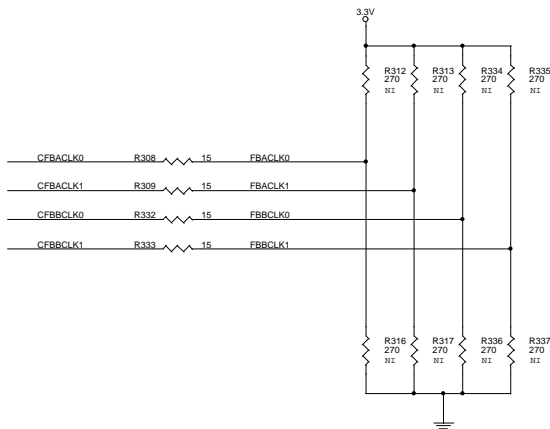 3.3V
R312 R313 R334 R335
270 270 270 270
NI NI NI NI
CFBACLK0 R308 15 FBACLK0
CFBACLK1 R309 15 FBACLK1
CFBBCLK0 R332 15 FBBCLK0
CFBBCLK1 R333 15 FBBCLK1
R316 R317 R336 R337
270 270 270 270
NI NI NI NI